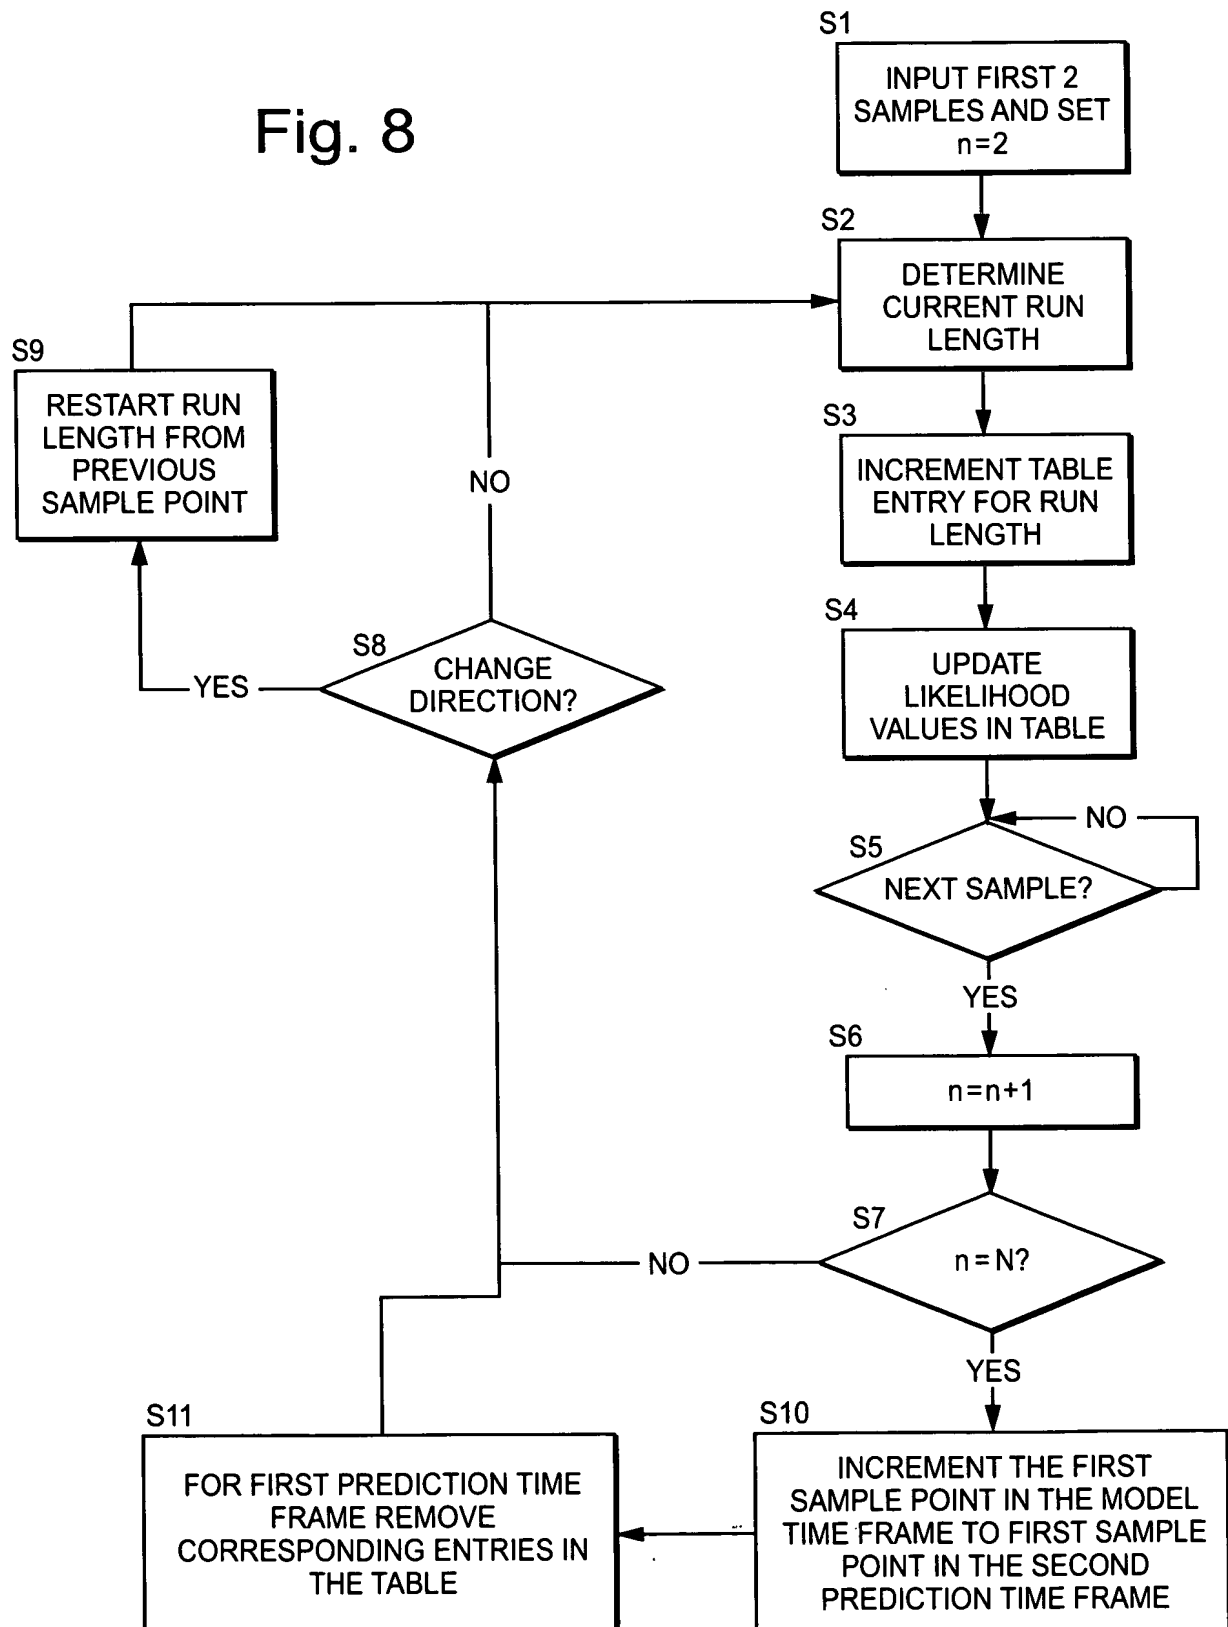 Fig. 8
S1
INPUT FIRST 2
SAMPLES AND SET
n=2
S2
DETERMINE
CURRENT RUN
LENGTH
S3
INCREMENT TABLE
ENTRY FOR RUN
LENGTH
S4
UPDATE
LIKELIHOOD
VALUES IN TABLE
S5
NEXT SAMPLE?
NO
YES
S6
n=n+1
S7
n=N?
NO
YES
S8
CHANGE
DIRECTION?
NO
YES
S9
RESTART RUN
LENGTH FROM
PREVIOUS
SAMPLE POINT
S10
INCREMENT THE FIRST
SAMPLE POINT IN THE MODEL
TIME FRAME TO FIRST SAMPLE
POINT IN THE SECOND
PREDICTION TIME FRAME
S11
FOR FIRST PREDICTION TIME
FRAME REMOVE
CORRESPONDING ENTRIES IN
THE TABLE